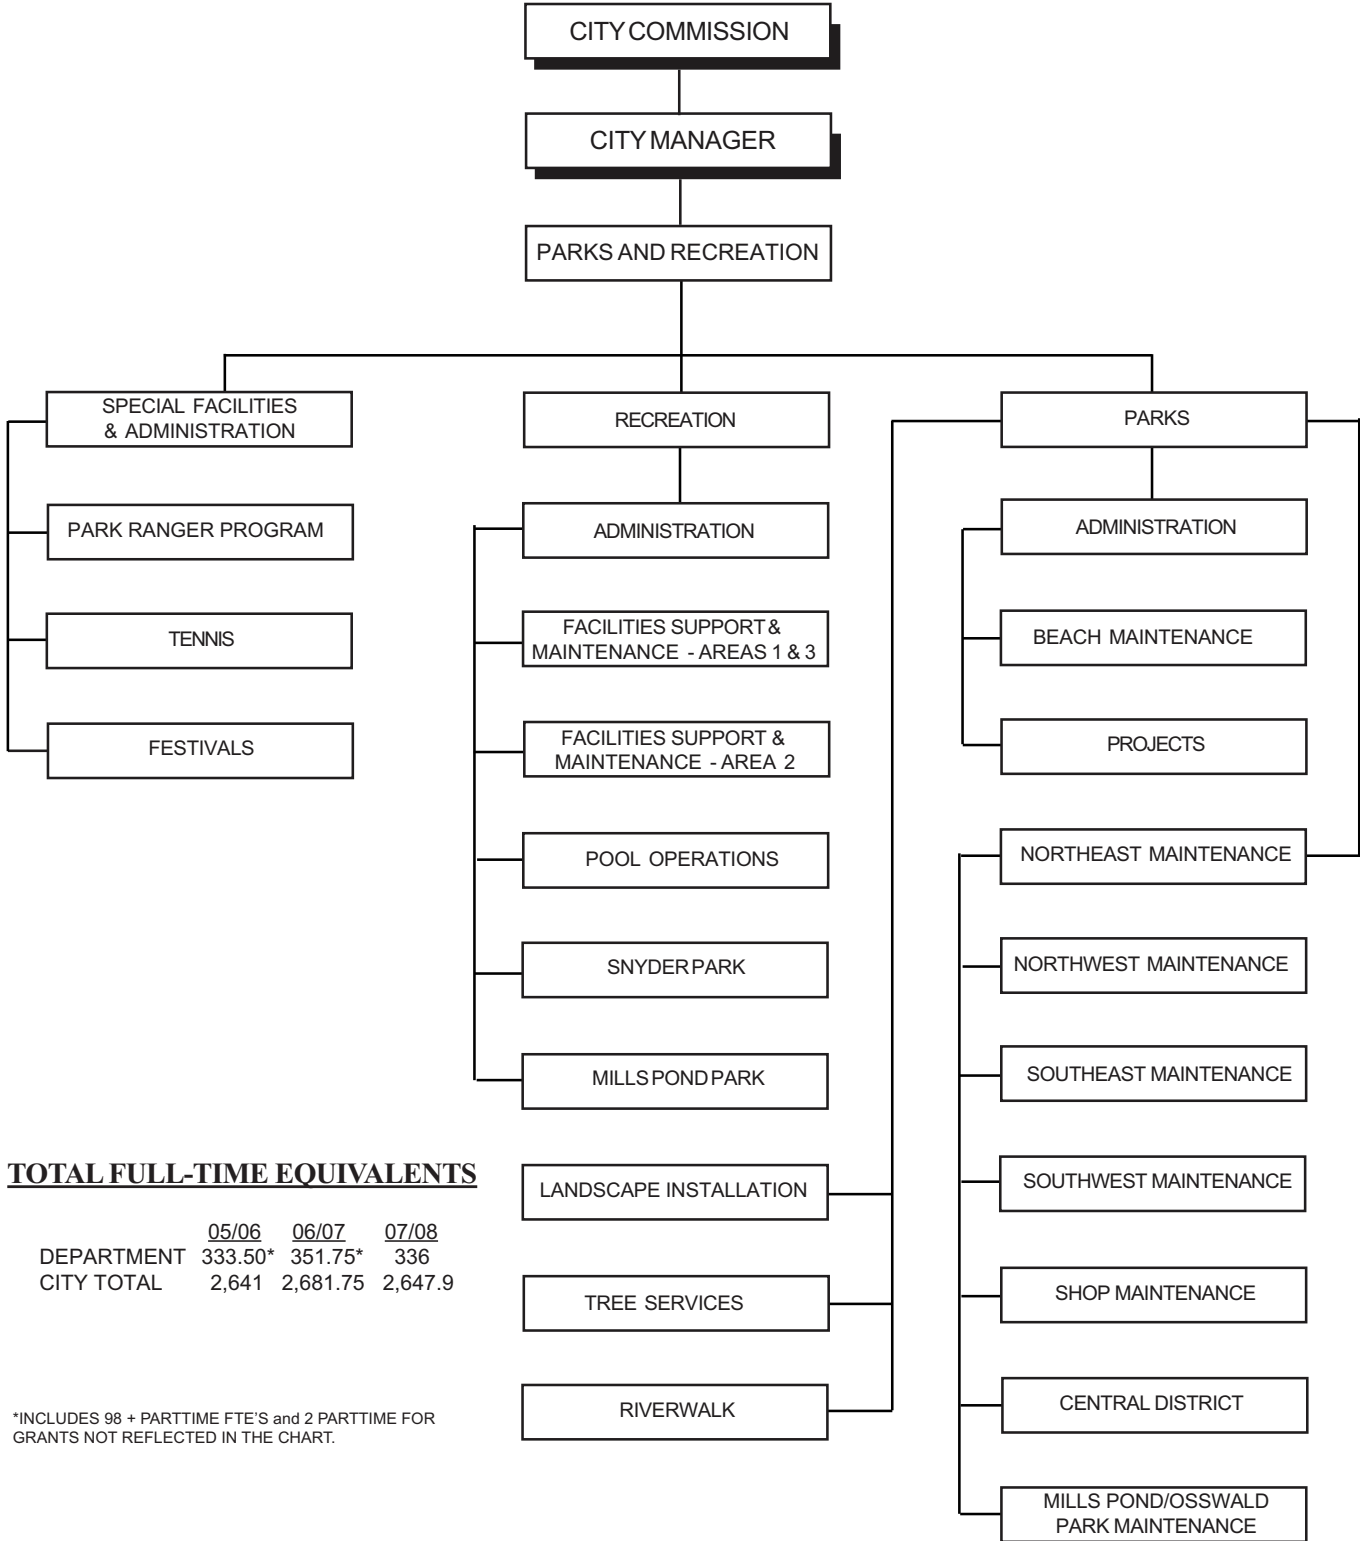 CITY COMMISSION
CITY MANAGER
PARKS AND RECREATION
SPECIAL FACILITIES
& ADMINISTRATION
PARK RANGER PROGRAM
TENNIS
FESTIVALS
RECREATION
ADMINISTRATION
FACILITIES SUPPORT &
MAINTENANCE - AREAS 1 & 3
FACILITIES SUPPORT &
MAINTENANCE - AREA 2
POOL OPERATIONS
SNYDER PARK
MILLS POND PARK
LANDSCAPE INSTALLATION
TREE SERVICES
RIVERWALK
PARKS
ADMINISTRATION
BEACH MAINTENANCE
PROJECTS
NORTHEAST MAINTENANCE
NORTHWEST MAINTENANCE
SOUTHEAST MAINTENANCE
SOUTHWEST MAINTENANCE
SHOP MAINTENANCE
CENTRAL DISTRICT
MILLS POND/OSSWALD
PARK MAINTENANCE
TOTAL FULL-TIME EQUIVALENTS
05/06 06/07 07/08
DEPARTMENT 333.50* 351.75* 336
CITY TOTAL 2,641 2,681.75 2,647.9
*INCLUDES 98 + PARTTIME FTE'S and 2 PARTTIME FOR
GRANTS NOT REFLECTED IN THE CHART.